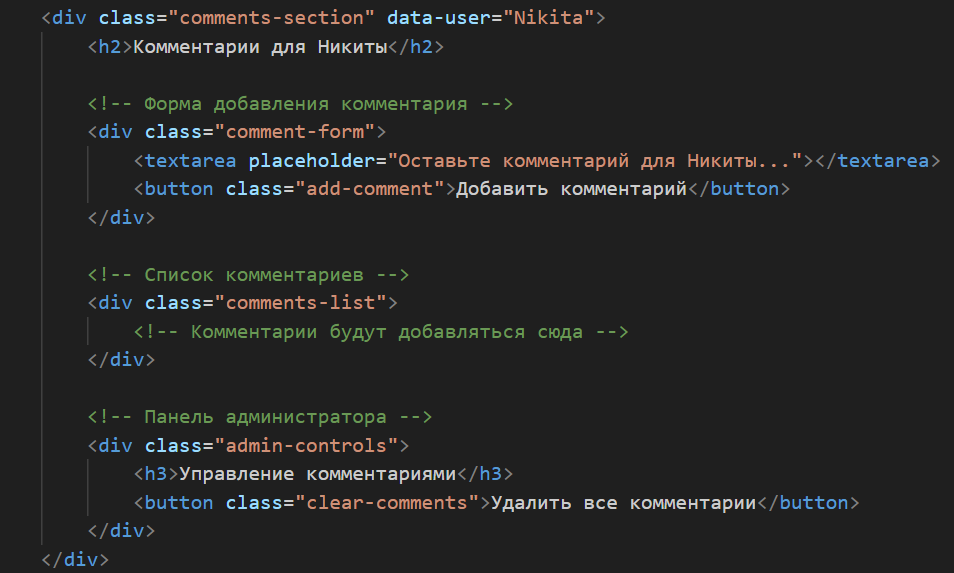 <div class="comments-section" data-user="Nikita">
<h2>Комментарии для Никиты</h2>
<!-- Форма добавления комментария -->
<div class="comment-form">
<textarea placeholder="Оставьте комментарий для Никиты..."></textarea>
<button class="add-comment">Добавить комментарий</button>
</div>
<!-- Список комментариев -->
<div class="comments-list">
<!-- Комментарии будут добавляться сюда -->
</div>
<!-- Панель администратора -->
<div class="admin-controls">
<h3>Управление комментариями</h3>
<button class="clear-comments">Удалить все комментарии</button>
</div>
</div>